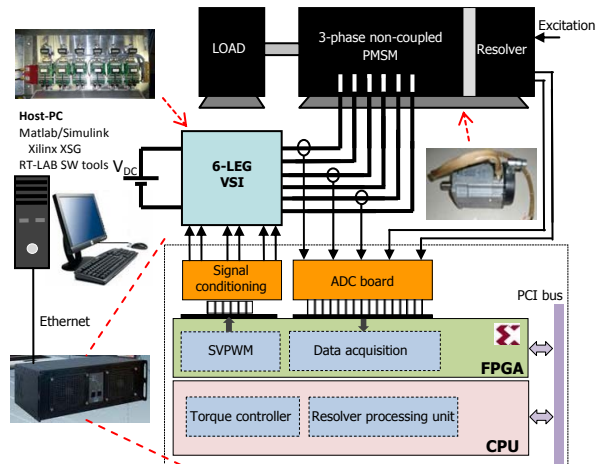 LOAD
3-phase non-coupled
PMSM
Resolver
Excitation
Host-PC
Matlab/Simulink
Xilinx XSG
RT-LAB SW tools
VDC
6-LEG
VSI
Signal
conditioning
ADC board
PCI bus
Ethernet
SVPWM
Data acquisition
FPGA
Torque controller
Resolver processing unit
CPU